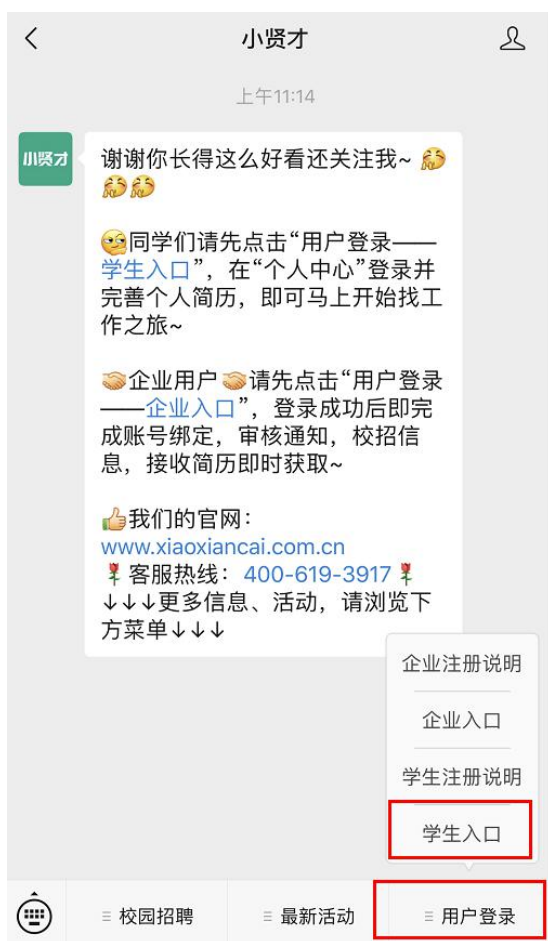 小贤才
上午11:14
小贤才
谢谢你长得这么好看还关注我~
同学们请先点击“用户登录——
学生入口”，在“个人中心”登录并
完善个人简历，即可马上开始找工
作之旅~
企业用户 请先点击“用户登录
——企业入口”，登录成功后即完
成账号绑定，审核通知，校招信
息，接收简历即时获取~
我们的官网：
www.xiaoxiancai.com.cn
客服热线：400-619-3917
↓↓↓更多信息、活动，请浏览下
方菜单↓↓↓
企业注册说明
企业入口
学生注册说明
学生入口
校园招聘
最新活动
用户登录